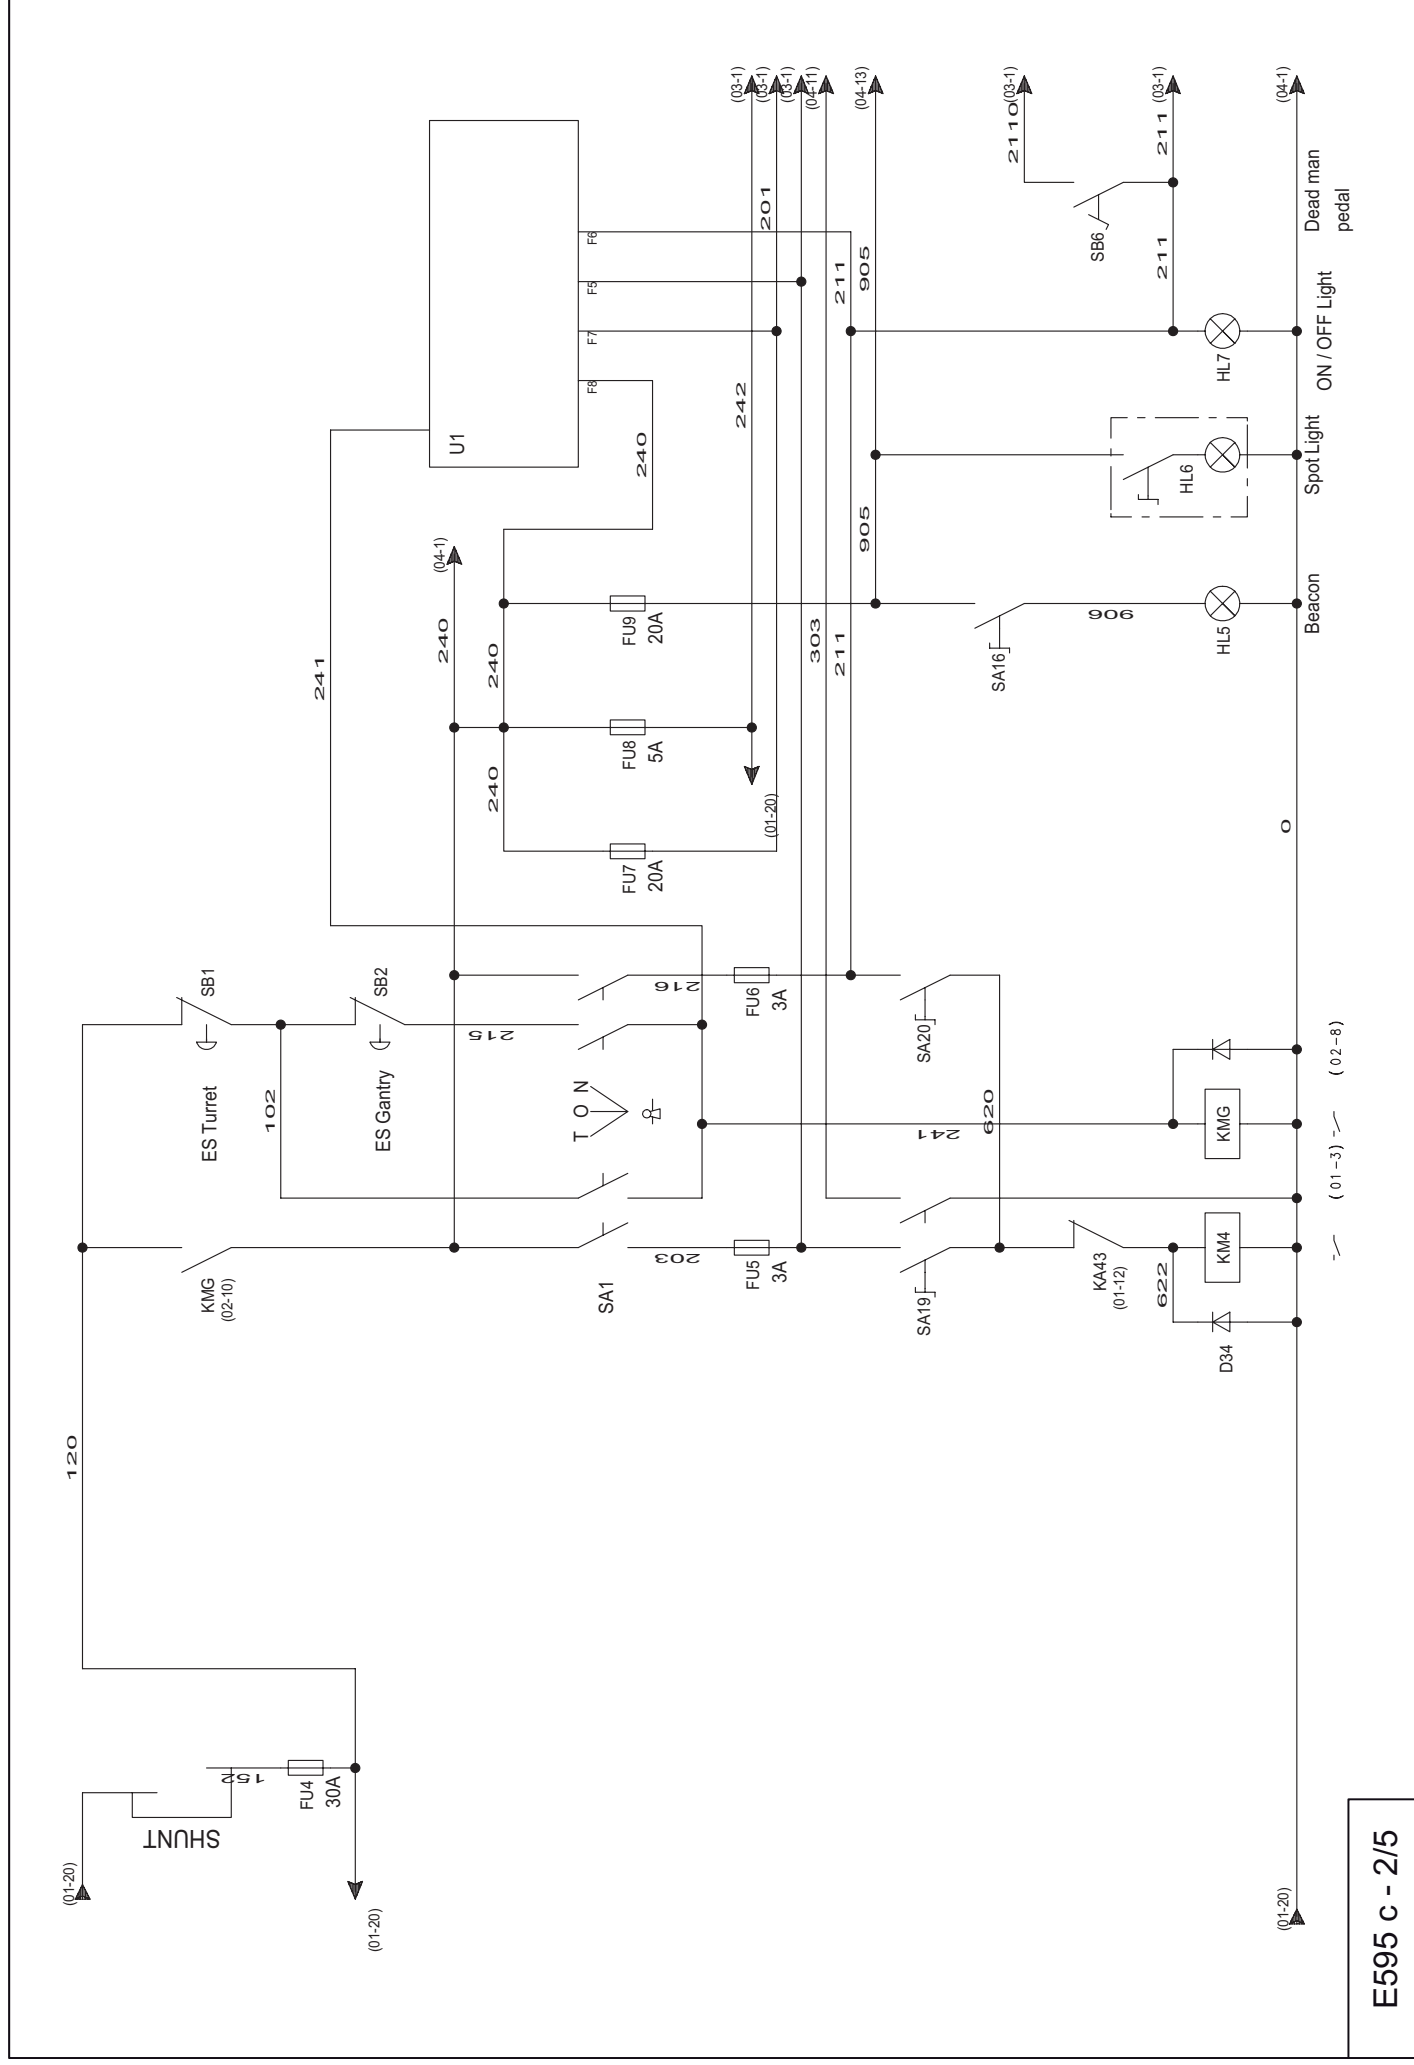 (01-20)
SHUNT
152
FU4
30A
(01-20)
120
KMG
(02-10)
102
ES Turret
SB1
ES Gantry
SB2
215
SA1
T O N
203
216
FU5
3A
FU6
3A
SA19
SA20
241
620
KA43
(01-12)
622
D34
KM4
KMG
(01-3)
(02-8)
(01-20)
0
241
240
(04-1)
240
240
FU7
20A
FU8
5A
FU9
20A
(01-20)
U1
F8
F7
F5
F6
240
242
201
303
211
211
905
905
(03-1)
(03-1)
(03-1)
(04-11)
(04-13)
SA16
906
HL5
Beacon
HL6
Spot Light
HL7
ON / OFF Light
SB6
2110
(03-1)
211
211
(03-1)
(04-1)
Dead man
pedal
E595 c - 2/5